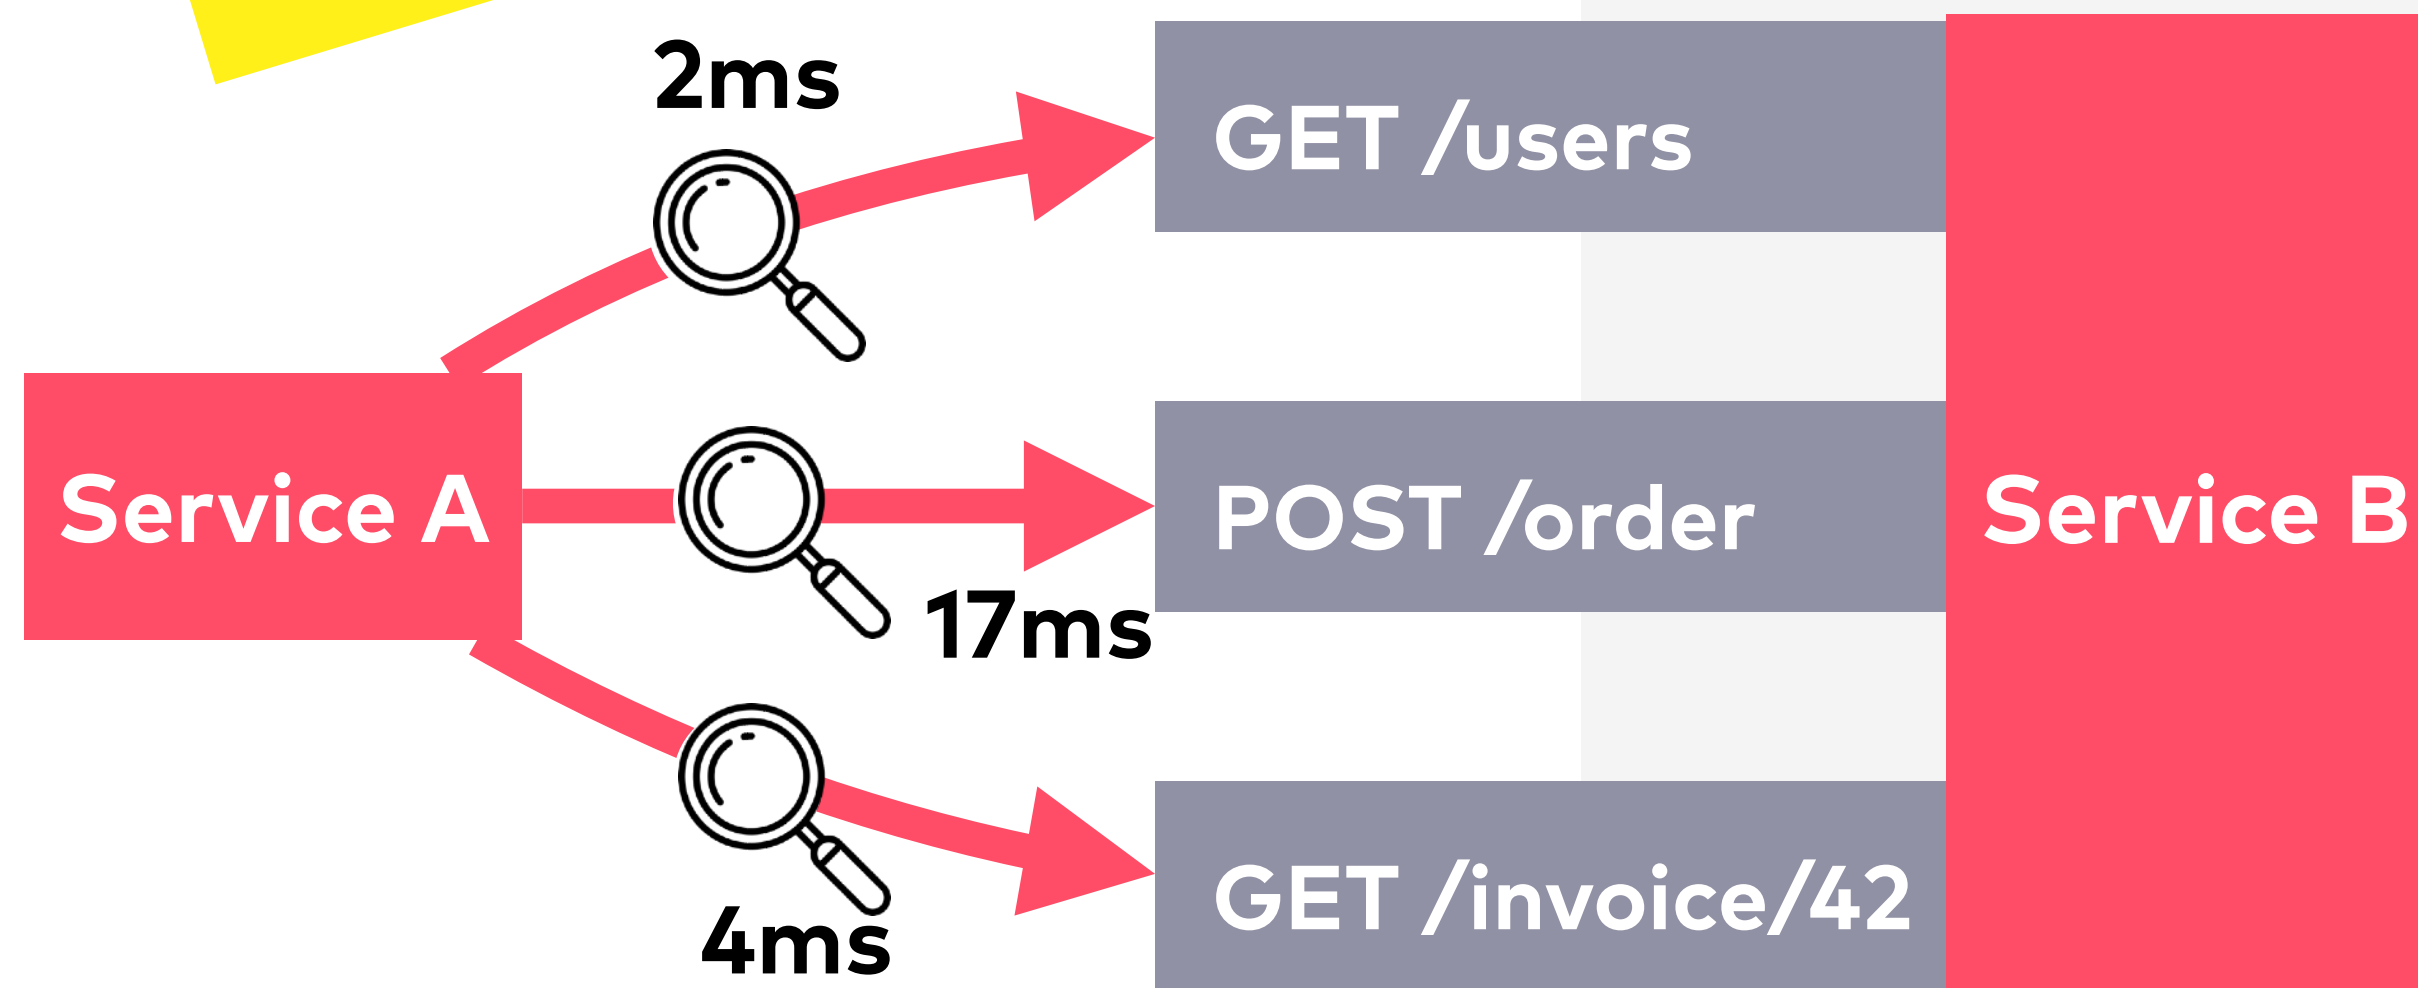 2ms
GET /users
Service A
POST /order
Service B
17ms
GET /invoice/42
4ms